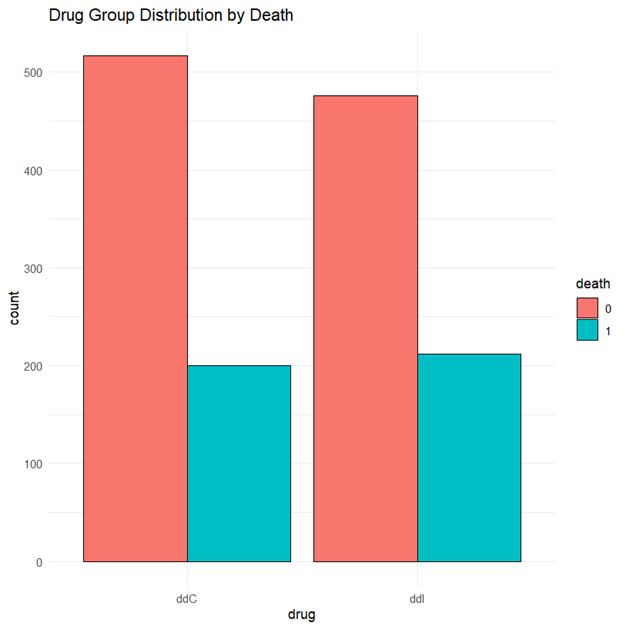 Drug Group Distribution by Death
500
400
300
200
100
0
count
ddC
ddI
drug
death
0
1